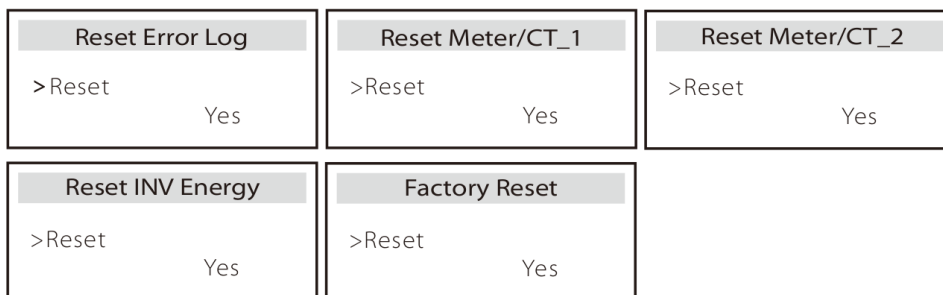 Reset Error Log
>Reset
Yes
Reset Meter/CT_1
>Reset
Yes
Reset Meter/CT_2
>Reset
Yes
Reset INV Energy
>Reset
Yes
Factory Reset
>Reset
Yes